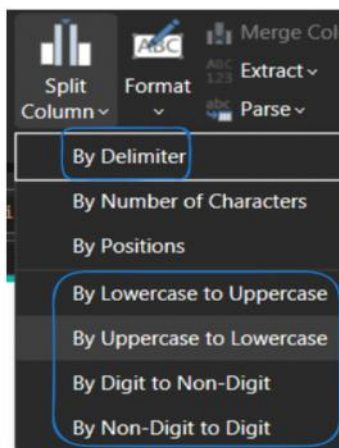 ABC
Merge Col
Split
Column
Format
ABC
123
Extract
abc
Parse
By Delimiter
By Number of Characters
By Positions
By Lowercase to Uppercase
By Uppercase to Lowercase
By Digit to Non-Digit
By Non-Digit to Digit